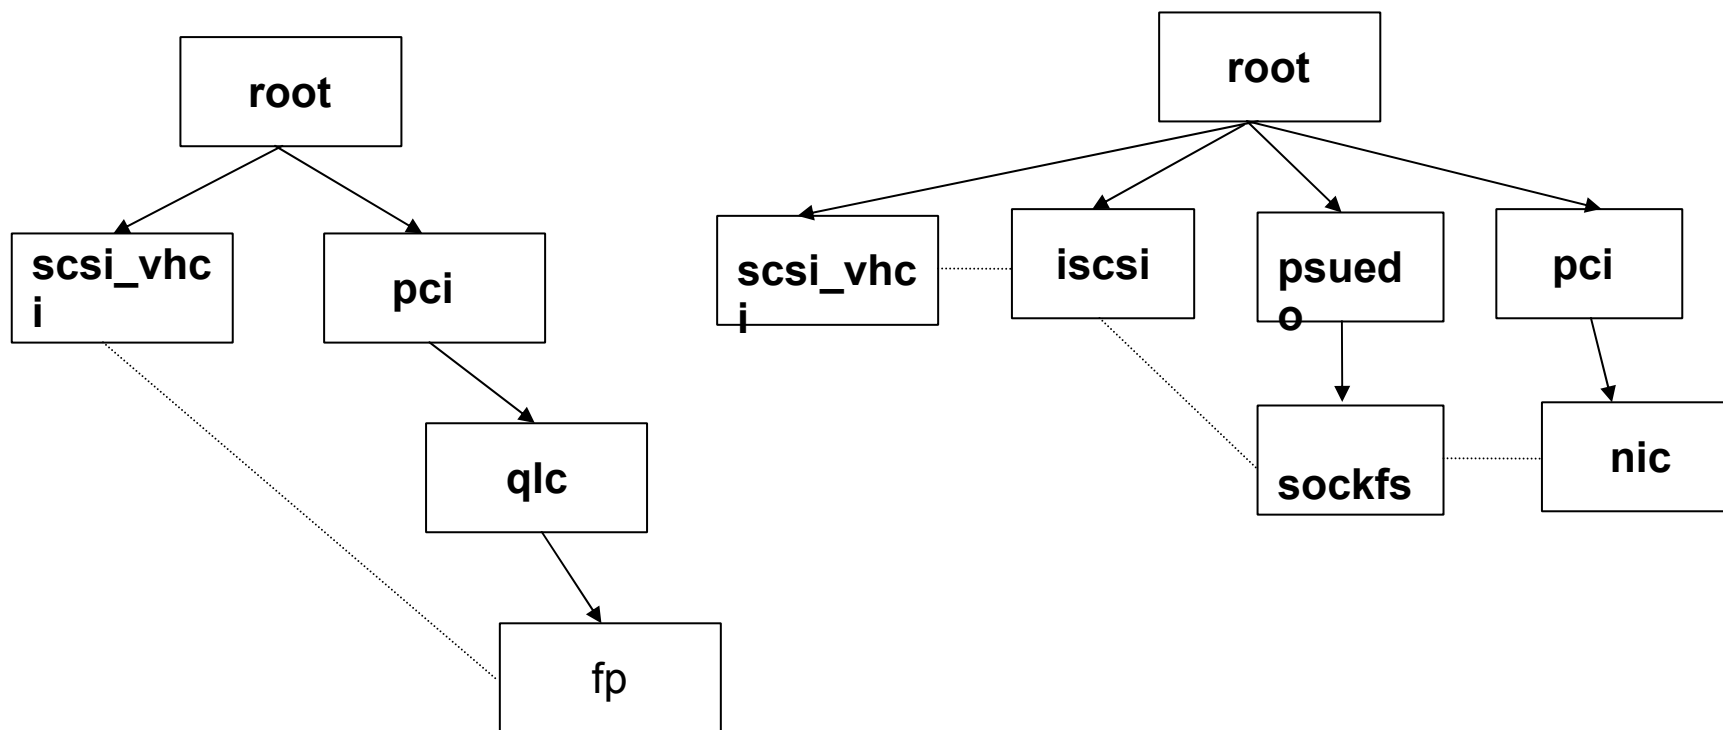 root
scsi_vhc
i
pci
qlc
fp
root
scsi_vhc
i
iscsi
psued
o
pci
sockfs
nic